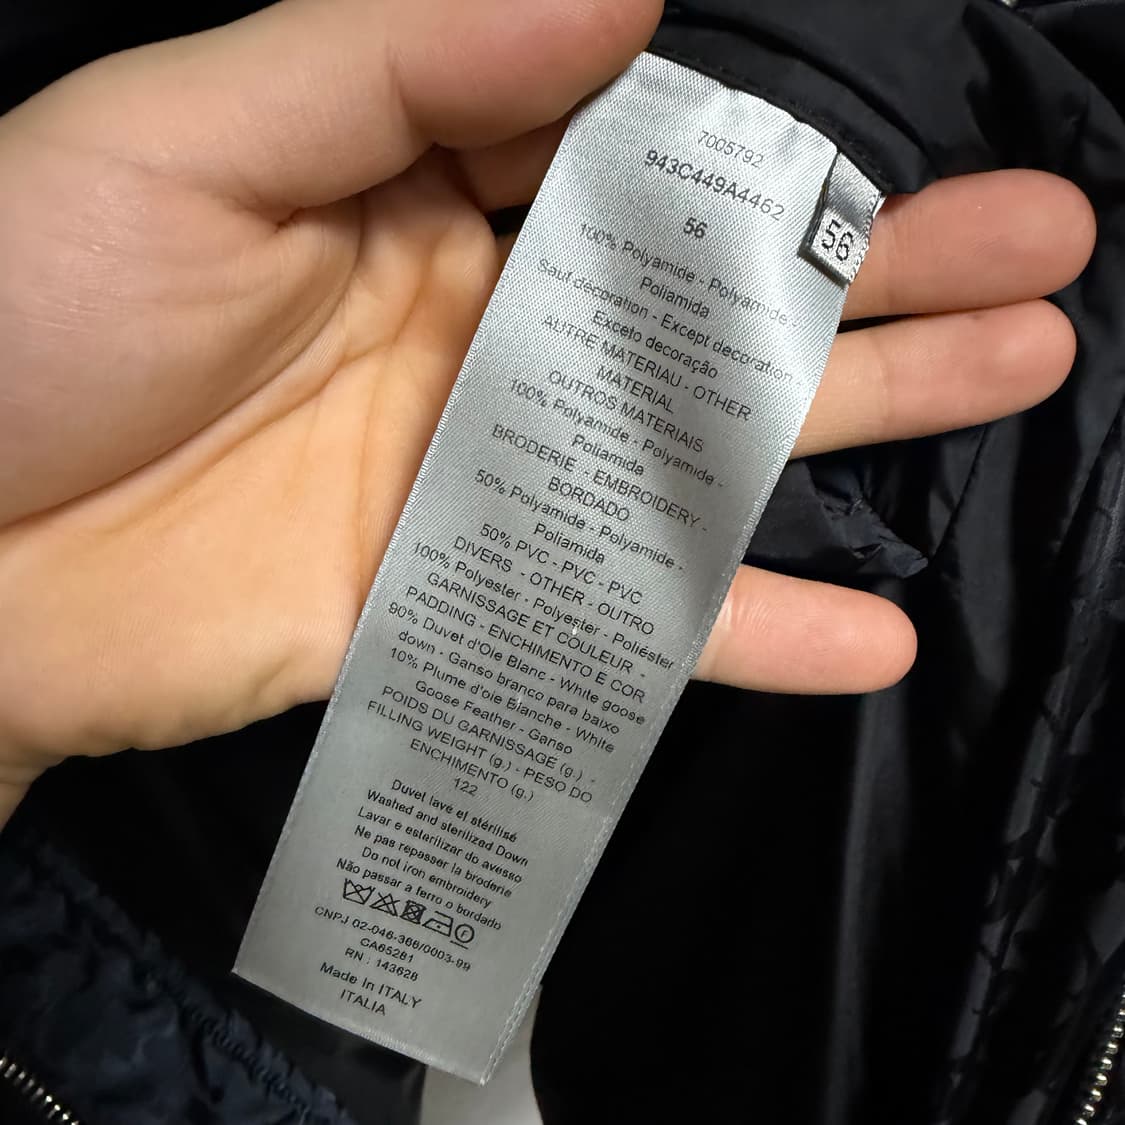 7005792
943C449A4462
56
56
100% Polyamide - Polyamide -
Poliamida
Sauf decoration - Except decoration -
Exceto decoração
AUTRE MATERIAU - OTHER
MATERIAL
OUTROS MATERIAIS
100% Polyamide - Polyamide -
Poliamida
BRODERIE - EMBROIDERY -
BORDADO
50% Polyamide - Polyamide -
Poliamida
50% PVC - PVC - PVC
DIVERS - OTHER - OUTRO
100% Polyester - Polyester - Poliéster
GARNISSAGE ET COULEUR -
PADDING - ENCHIMENTO E COR
90% Duvet d'Oie Blanc - White goose
down - Ganso branco para baixo
10% Plume d'oie Blanche - White
Goose Feather - Ganso
POIDS DU GARNISSAGE (g.) -
FILLING WEIGHT (g.) - PESO DO
ENCHIMENTO (g.)
122
Duvet lavé et stérilisé
Washed and sterilized Down
Lavar e esterilizar do avesso
Ne pas repasser la broderie
Do not iron embroidery
Não passar a ferro o bordado
F
CNPJ 02-046-366/0003-99
CA65281
RN : 143628
Made in ITALY
ITALIA